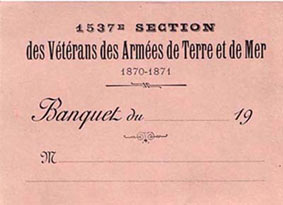 1537E SECTION
des Vétérans des Armées de Terre et de Mer
1870-1871
Banquet du 19
M